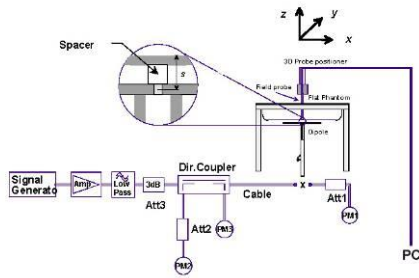 z
y
x
Spacer
s
3D Probe positioner
Field probe
Flat Phantom
Dipole
Signal
Generato
Amp
Low
Pass
3dB
Att3
Dir.Coupler
Cable
x
Att1
PM1
Att2
PM3
PM2
PC